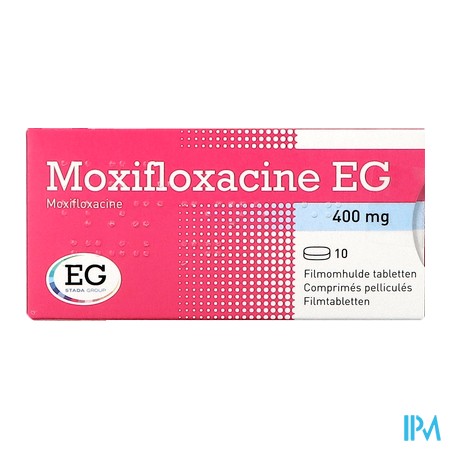 Moxifloxacine EG
Moxifloxacine
400 mg
10
EG
STADA GROUP
Filmomhulde tabletten
Comprimés pelliculés
Filmtabletten
IPM